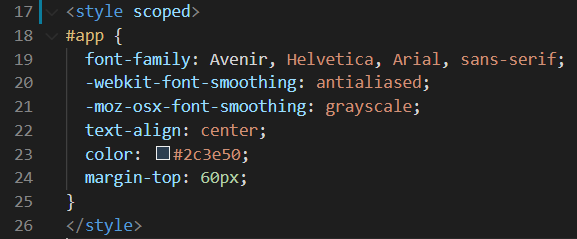 17 <style scoped>
18 #app {
19 font-family: Avenir, Helvetica, Arial, sans-serif;
20 -webkit-font-smoothing: antialiased;
21 -moz-osx-font-smoothing: grayscale;
22 text-align: center;
23 color: #2c3e50;
24 margin-top: 60px;
25 }
26 </style>